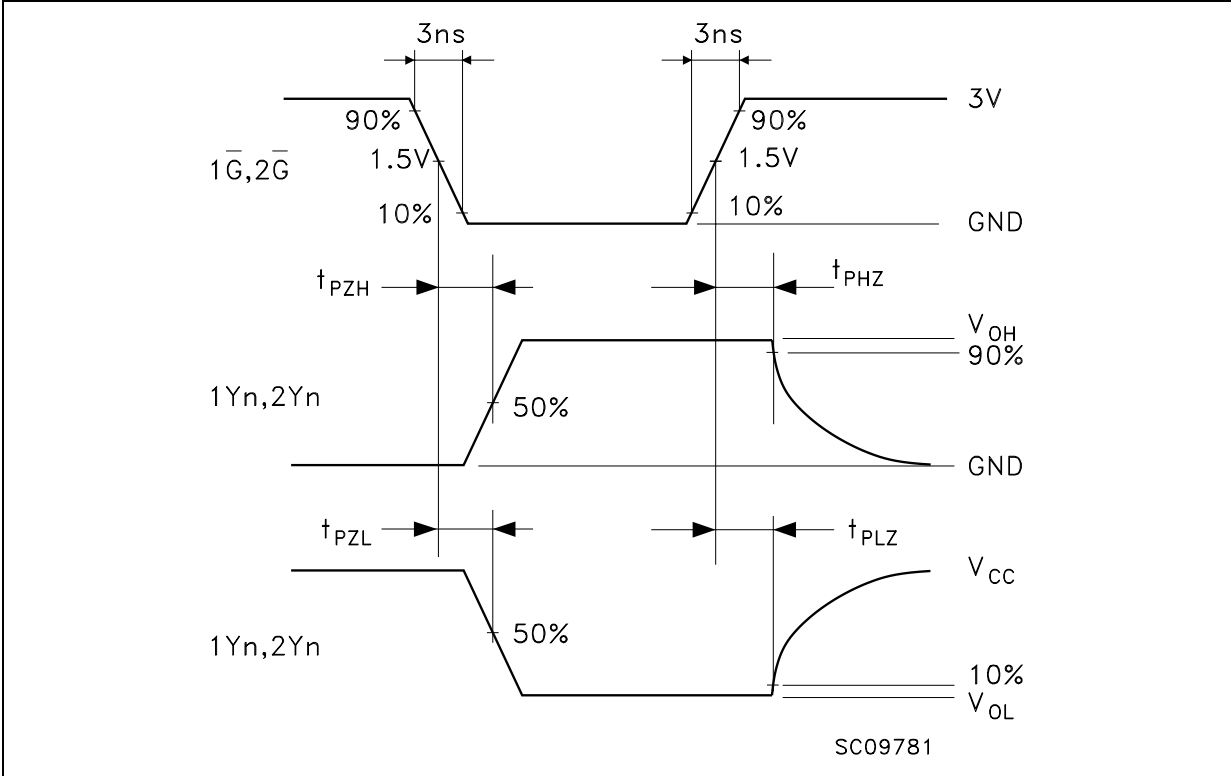 3ns 3ns
3V
90% 90%
1G̅,2G̅ 1.5V 1.5V
10% 10%
GND
tPZH tPHZ
VOH
90%
1Yn,2Yn 50%
GND
tPZL tPLZ
VCC
1Yn,2Yn 50%
10%
VOL
SC09781